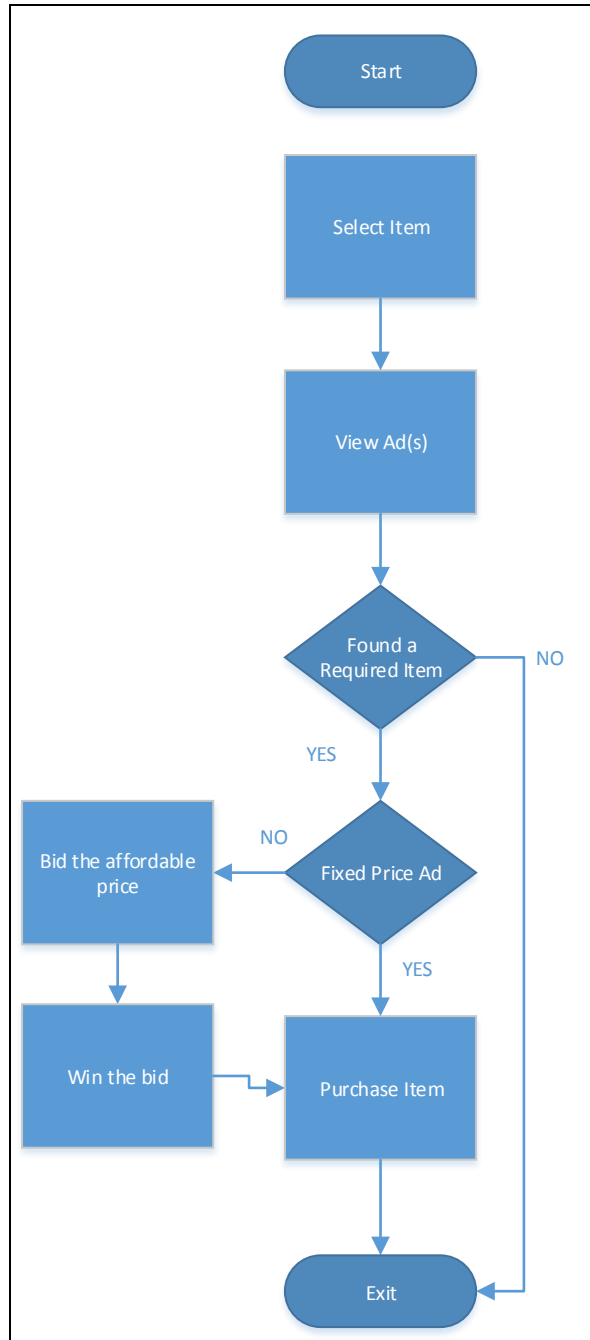 Start
Select Item
View Ad(s)
Found a
Required Item
NO
YES
Bid the affordable
price
NO
Fixed Price Ad
YES
Win the bid
Purchase Item
Exit